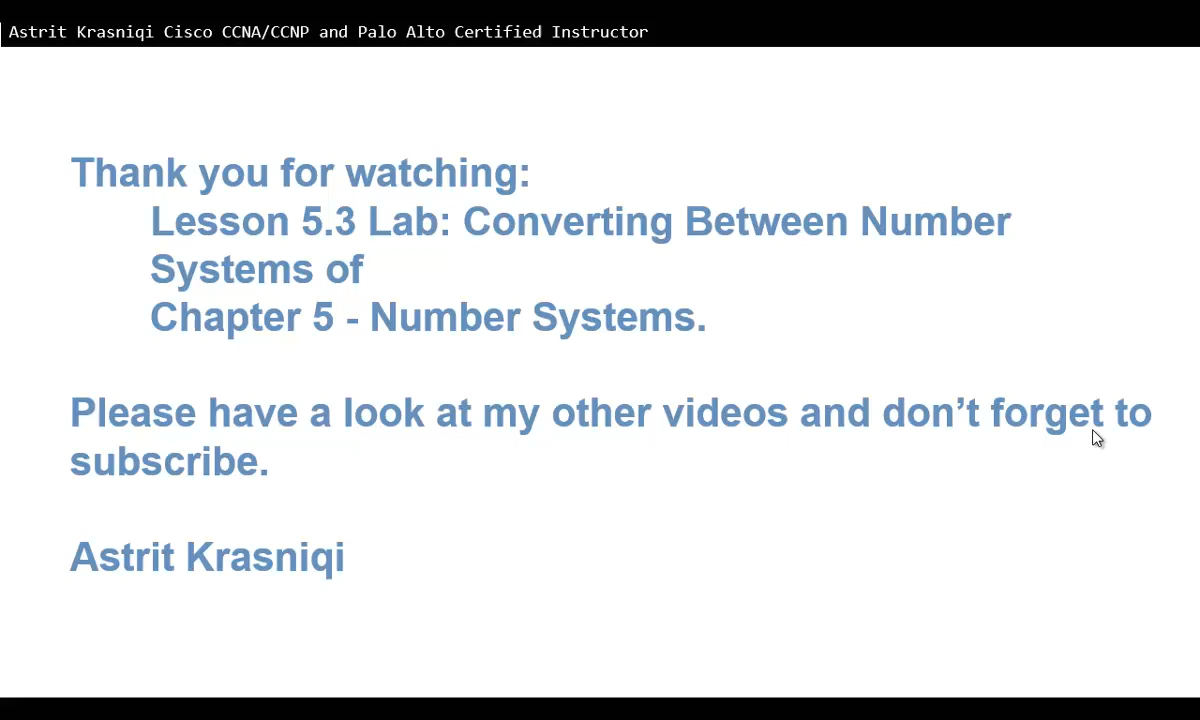 Astrit Krasniqi Cisco CCNA/CCNP and Palo Alto Certified Instructor
Thank you for watching:
Lesson 5.3 Lab: Converting Between Number
Systems of
Chapter 5 - Number Systems.
Please have a look at my other videos and don’t forget to
subscribe.
Astrit Krasniqi